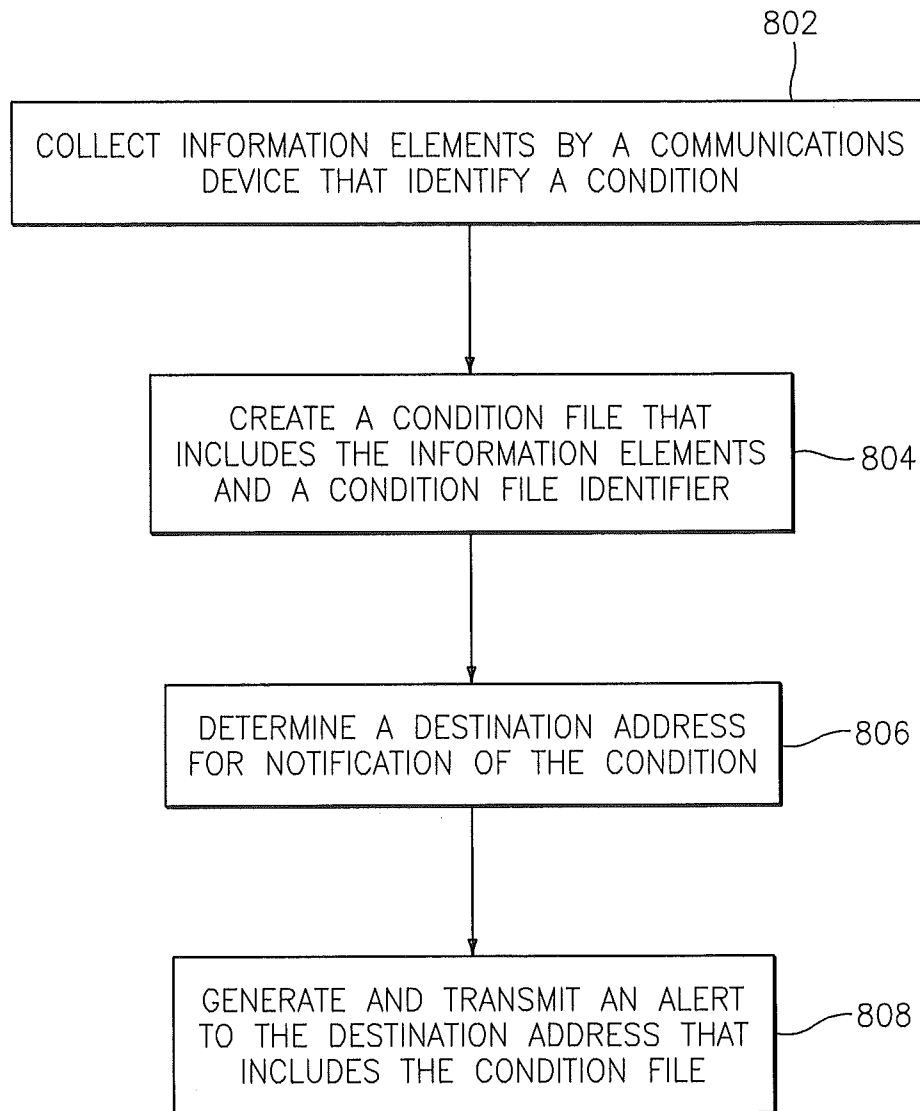 802
COLLECT INFORMATION ELEMENTS BY A COMMUNICATIONS
DEVICE THAT IDENTIFY A CONDITION
CREATE A CONDITION FILE THAT
INCLUDES THE INFORMATION ELEMENTS
AND A CONDITION FILE IDENTIFIER
804
DETERMINE A DESTINATION ADDRESS
FOR NOTIFICATION OF THE CONDITION
806
GENERATE AND TRANSMIT AN ALERT
TO THE DESTINATION ADDRESS THAT
INCLUDES THE CONDITION FILE
808